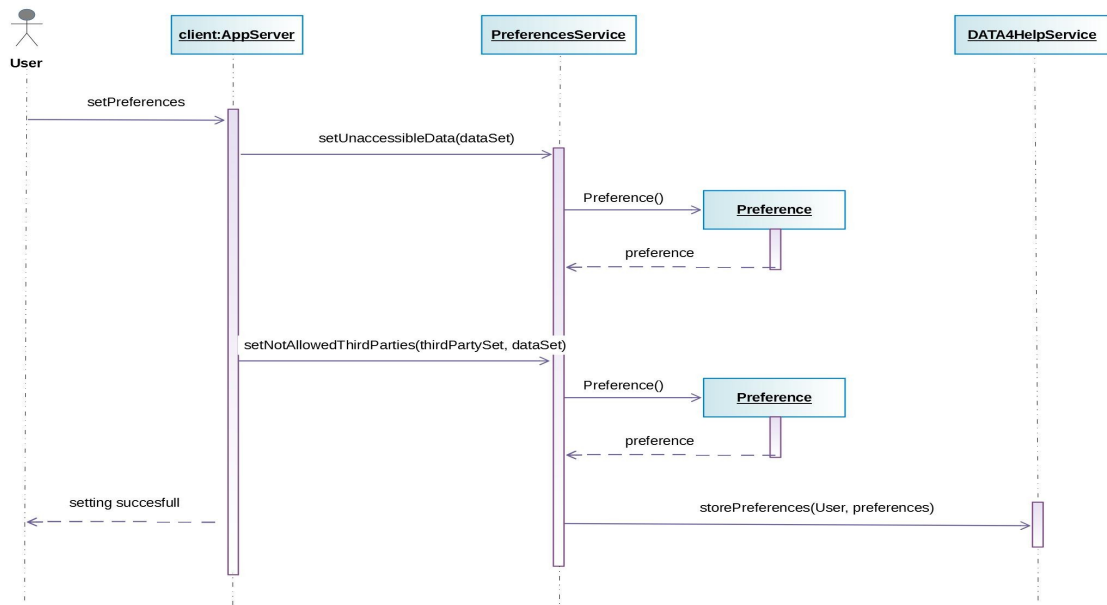 client:AppServer
PreferencesService
DATA4HelpService
User
setPreferences
setUnaccessibleData(dataSet)
Preference()
Preference
preference
setNotAllowedThirdParties(thirdPartySet, dataSet)
Preference()
Preference
preference
setting succesfull
storePreferences(User, preferences)